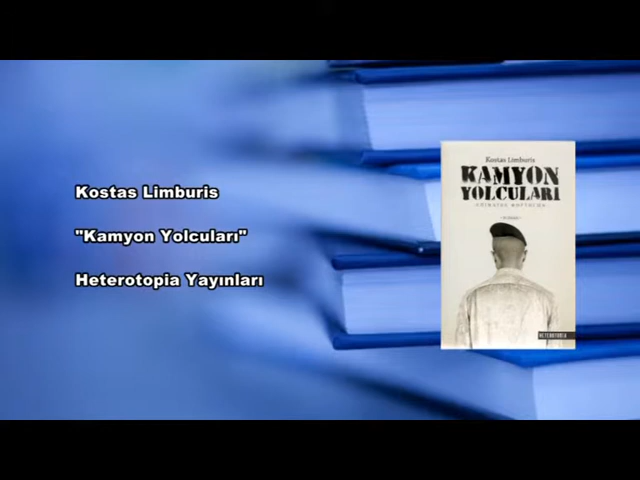 Kostas Limburis
"Kamyon Yolcuları"
Heterotopia Yayınları
Kostas Limburis
KAMYON
YOLCULARI
HETEROTOPIA